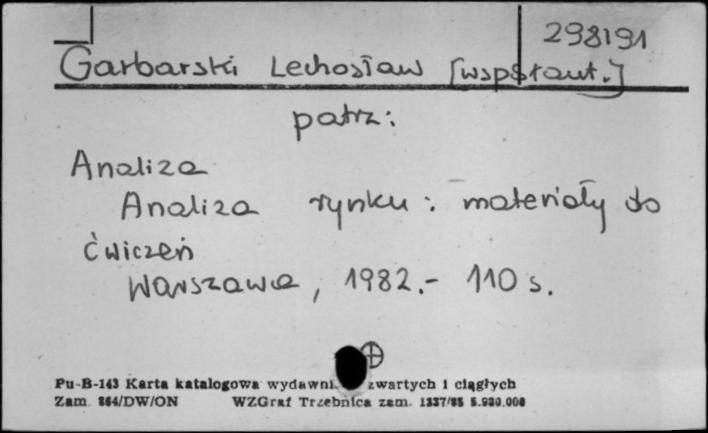 298191
Garbarski Lechosław [współaut.]
patrz:
Analiza
Analiza rynku: materiały do
ćwiczeń
Warszawa, 1982.- 110 s.
Pu-B-143 Karta katalogowa zwartych i ciągłych
Zam. 864/DW/ON WZGraf Trzebnica zam. 1337/85 5.930.000